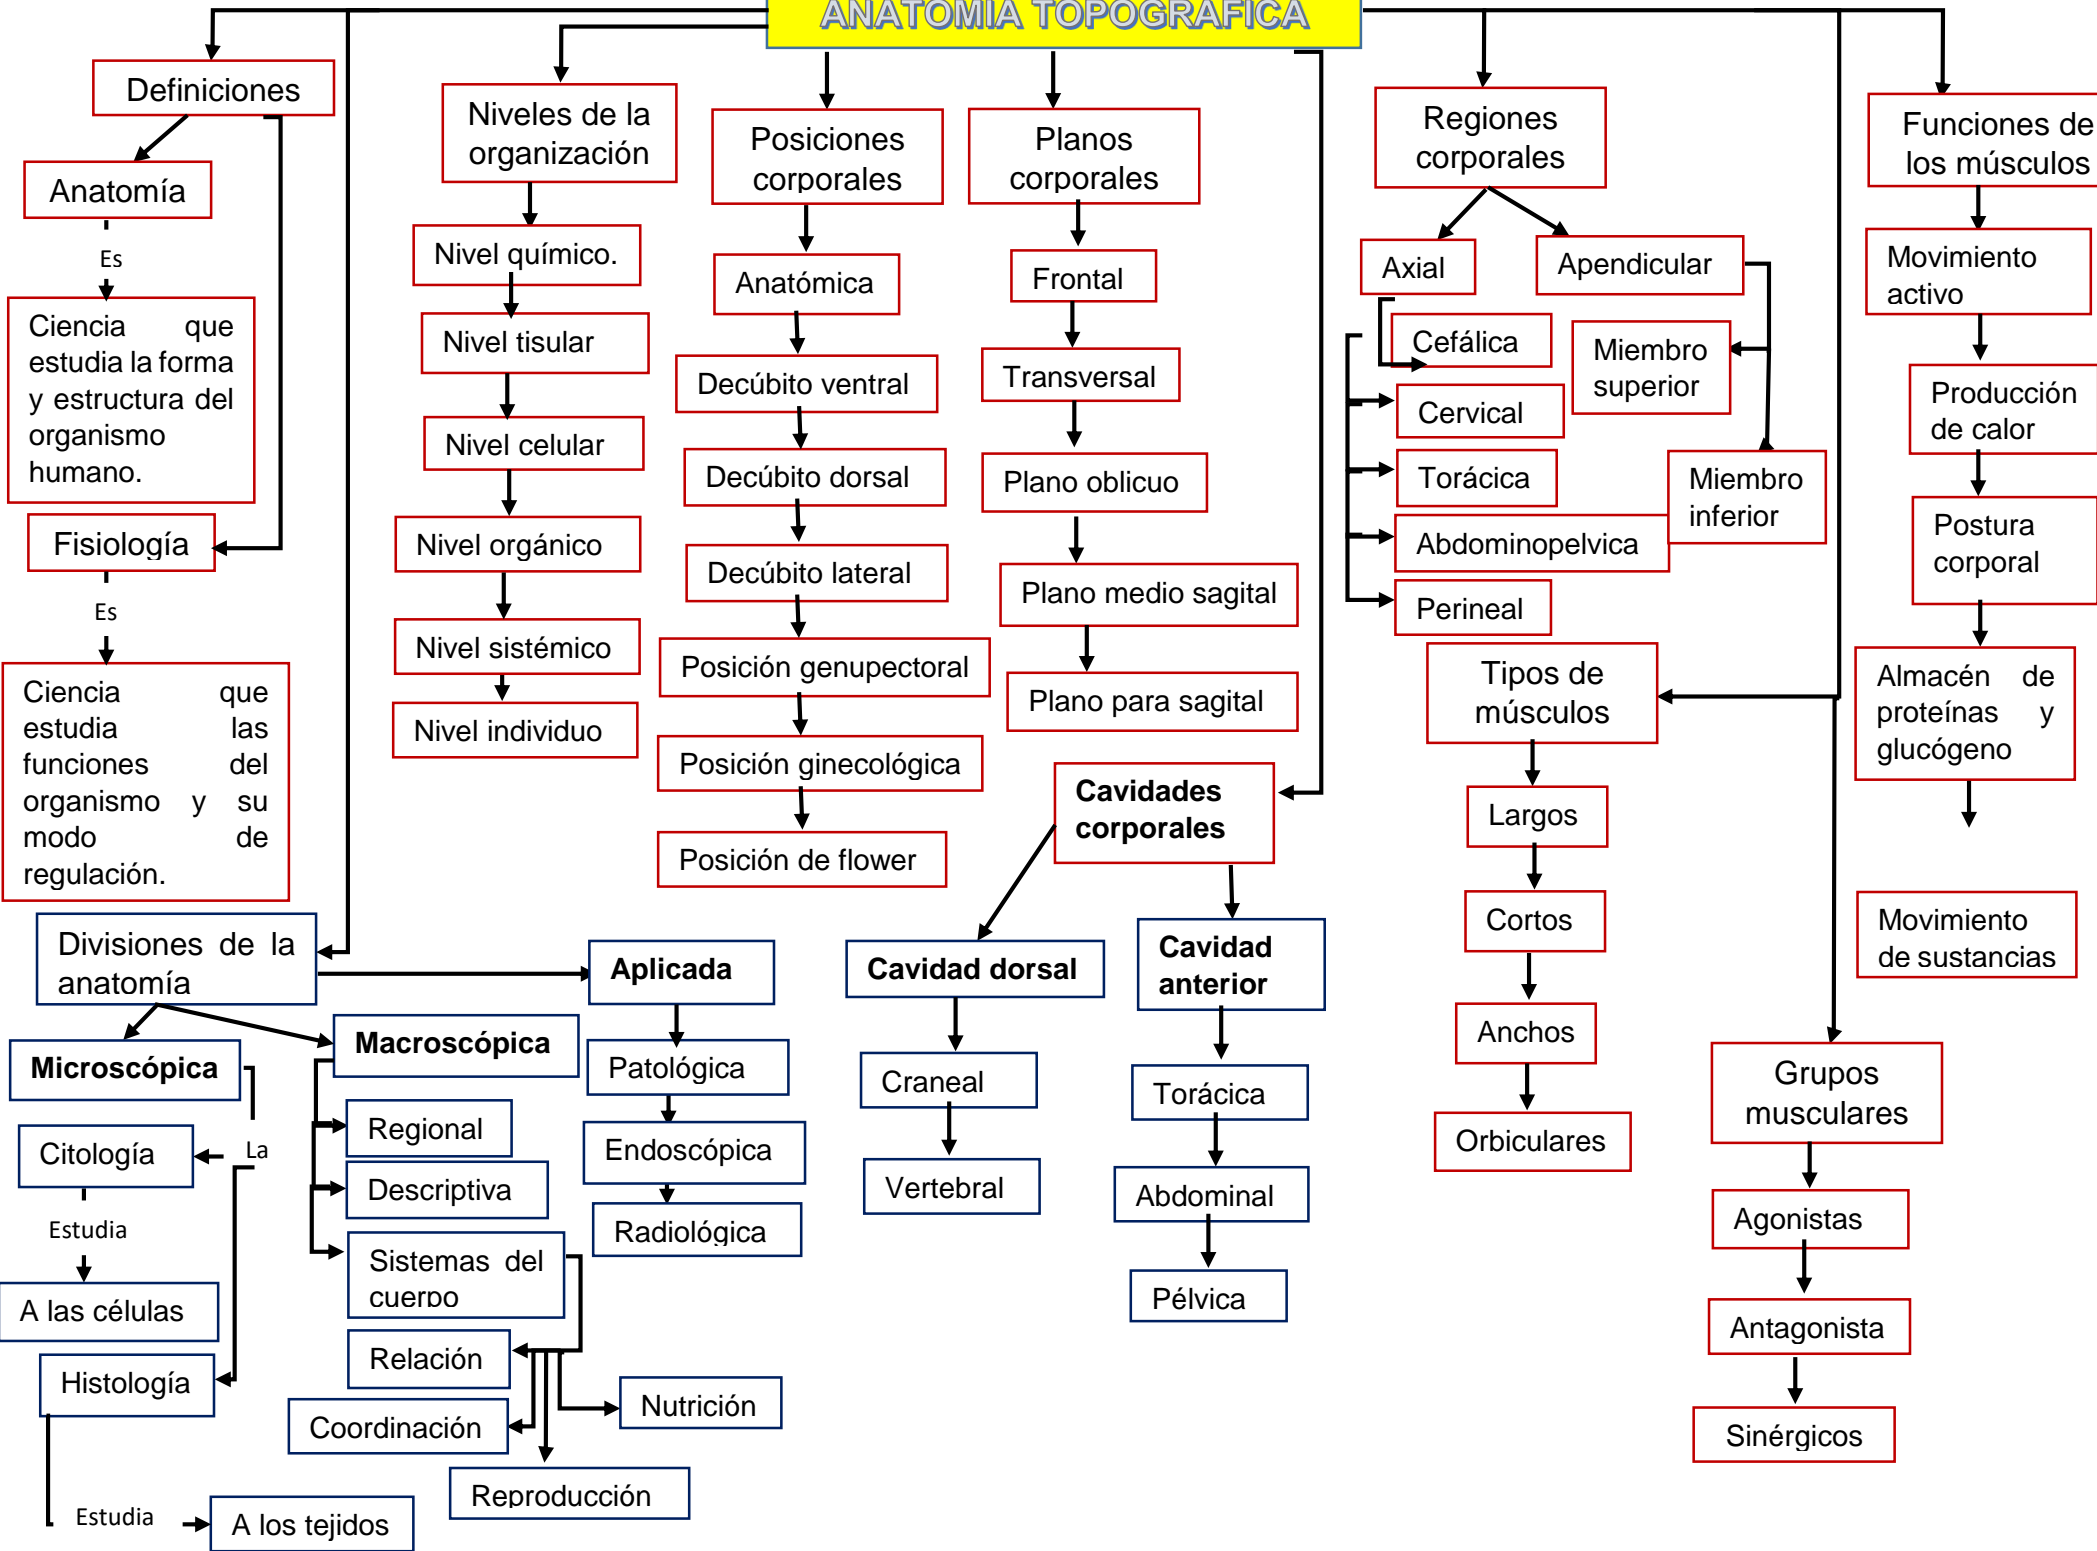 ANATOMIA TOPOGRAFICA
Definiciones
Anatomía
Es
Ciencia que
estudia la forma
y estructura del
organismo
humano.
Fisiología
Es
Ciencia que
estudia las
funciones del
organismo y su
modo de
regulación.
Divisiones de la
anatomía
Microscópica
La
Citología
Estudia
A las células
Histología
Estudia
A los tejidos
Macroscópica
Regional
Descriptiva
Sistemas del
cuerpo
Relación
Coordinación
Reproducción
Nutrición
Aplicada
Patológica
Endoscópica
Radiológica
Niveles de la
organización
Nivel químico.
Nivel tisular
Nivel celular
Nivel orgánico
Nivel sistémico
Nivel individuo
Posiciones
corporales
Anatómica
Decúbito ventral
Decúbito dorsal
Decúbito lateral
Posición genupectoral
Posición ginecológica
Posición de flower
Planos
corporales
Frontal
Transversal
Plano oblicuo
Plano medio sagital
Plano para sagital
Cavidades
corporales
Cavidad dorsal
Craneal
Vertebral
Cavidad
anterior
Torácica
Abdominal
Pélvica
Regiones
corporales
Axial
Cefálica
Cervical
Torácica
Abdominopelvica
Perineal
Apendicular
Miembro
superior
Miembro
inferior
Tipos de
músculos
Largos
Cortos
Anchos
Orbiculares
Grupos
musculares
Agonistas
Antagonista
Sinérgicos
Funciones de
los músculos
Movimiento
activo
Producción
de calor
Postura
corporal
Almacén de
proteínas y
glucógeno
Movimiento
de sustancias